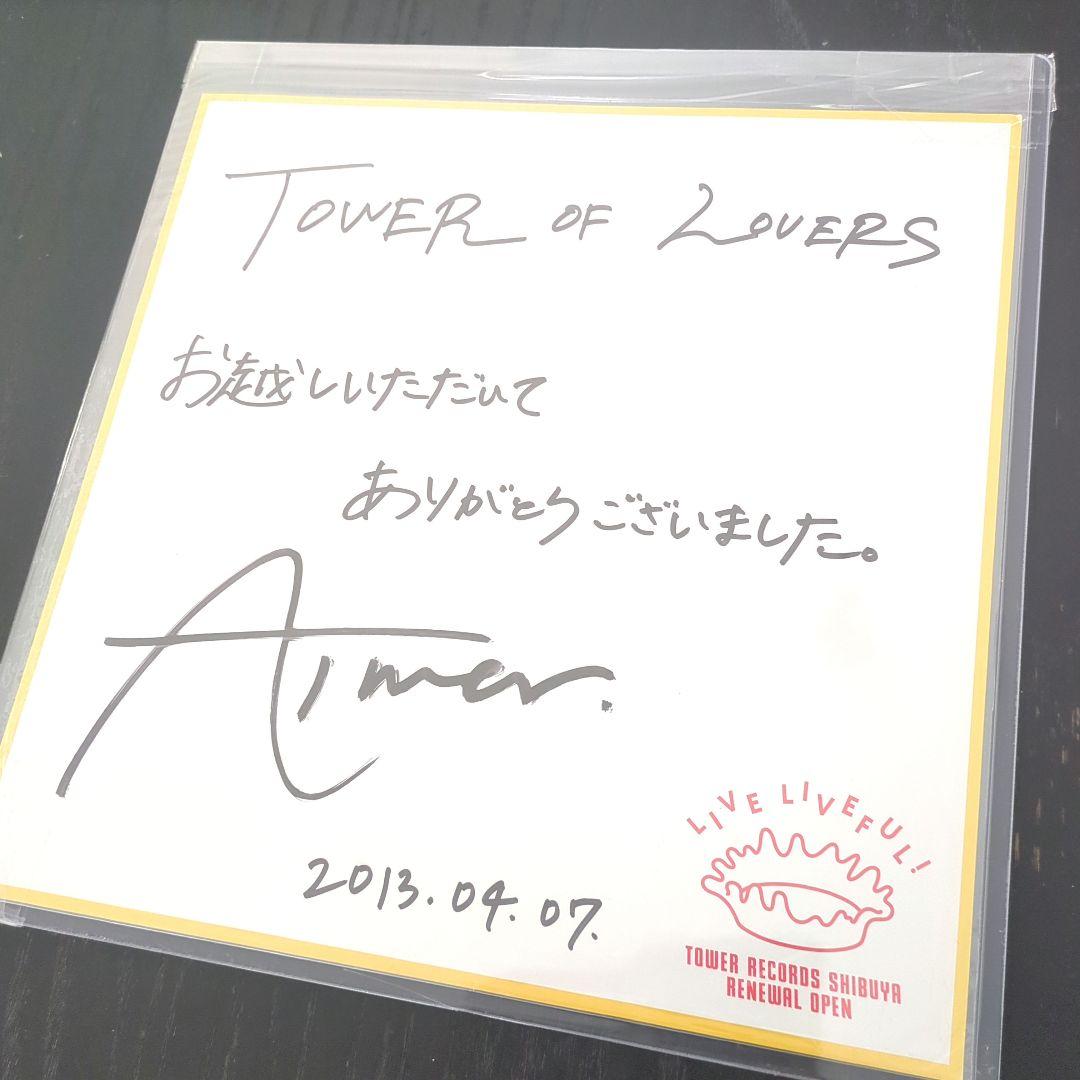 TOWER OF LOVERS
お越しいただいて
ありがとうございました。
Aimer.
2013.04.07.
LIVE LIVEFUL!
TOWER RECORDS SHIBUYA
RENEWAL OPEN